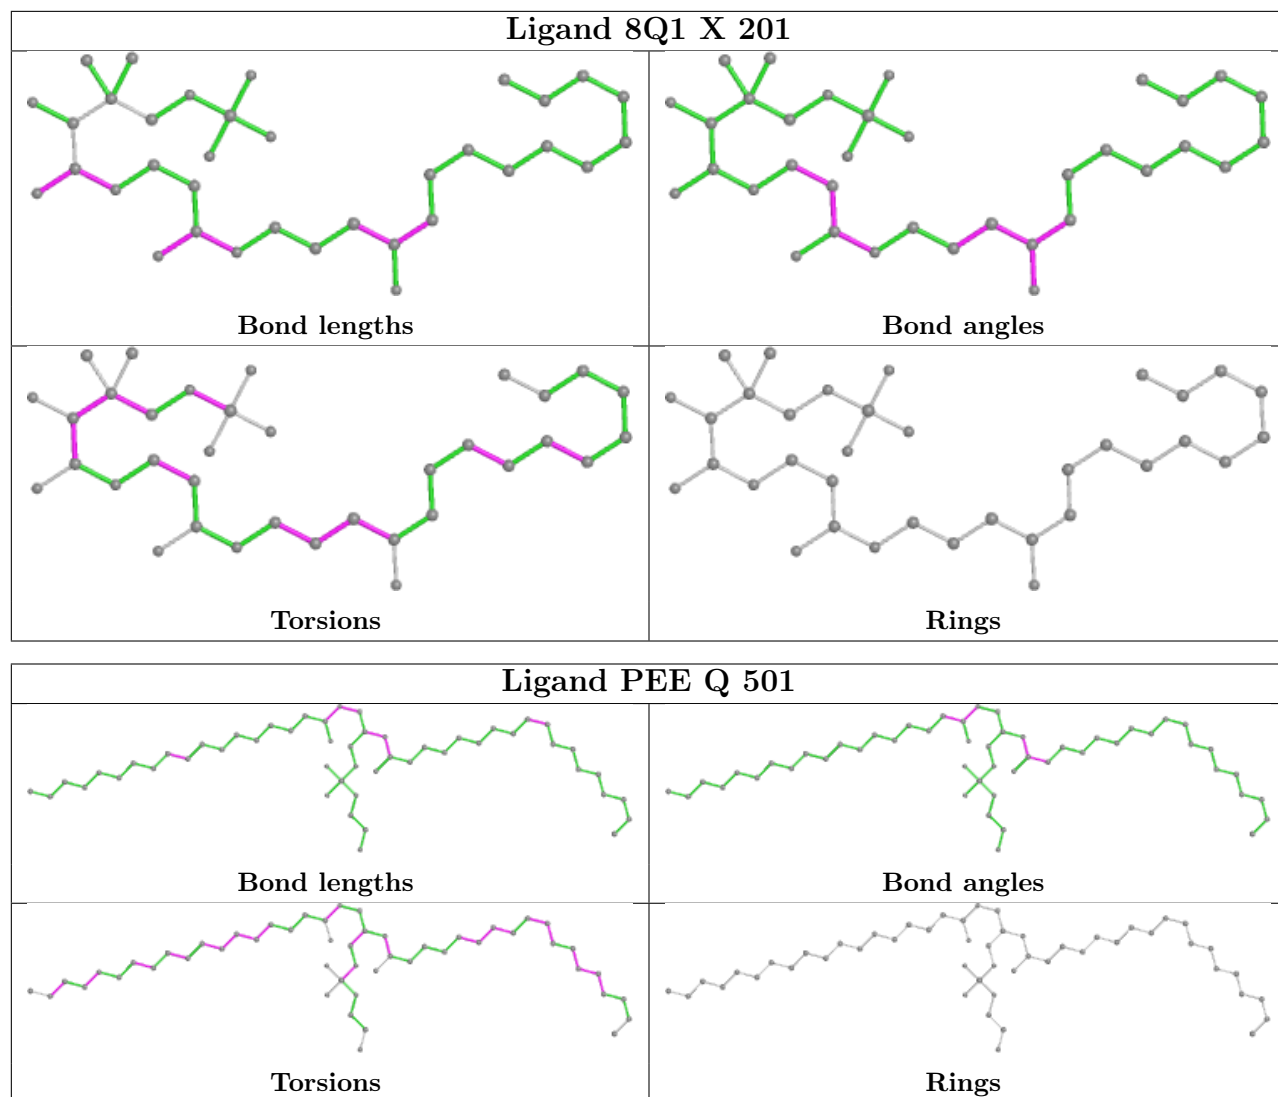 Ligand 8Q1 X 201
Bond lengths
Bond angles
Torsions
Rings
Ligand PEE Q 501
Bond lengths
Bond angles
Torsions
Rings